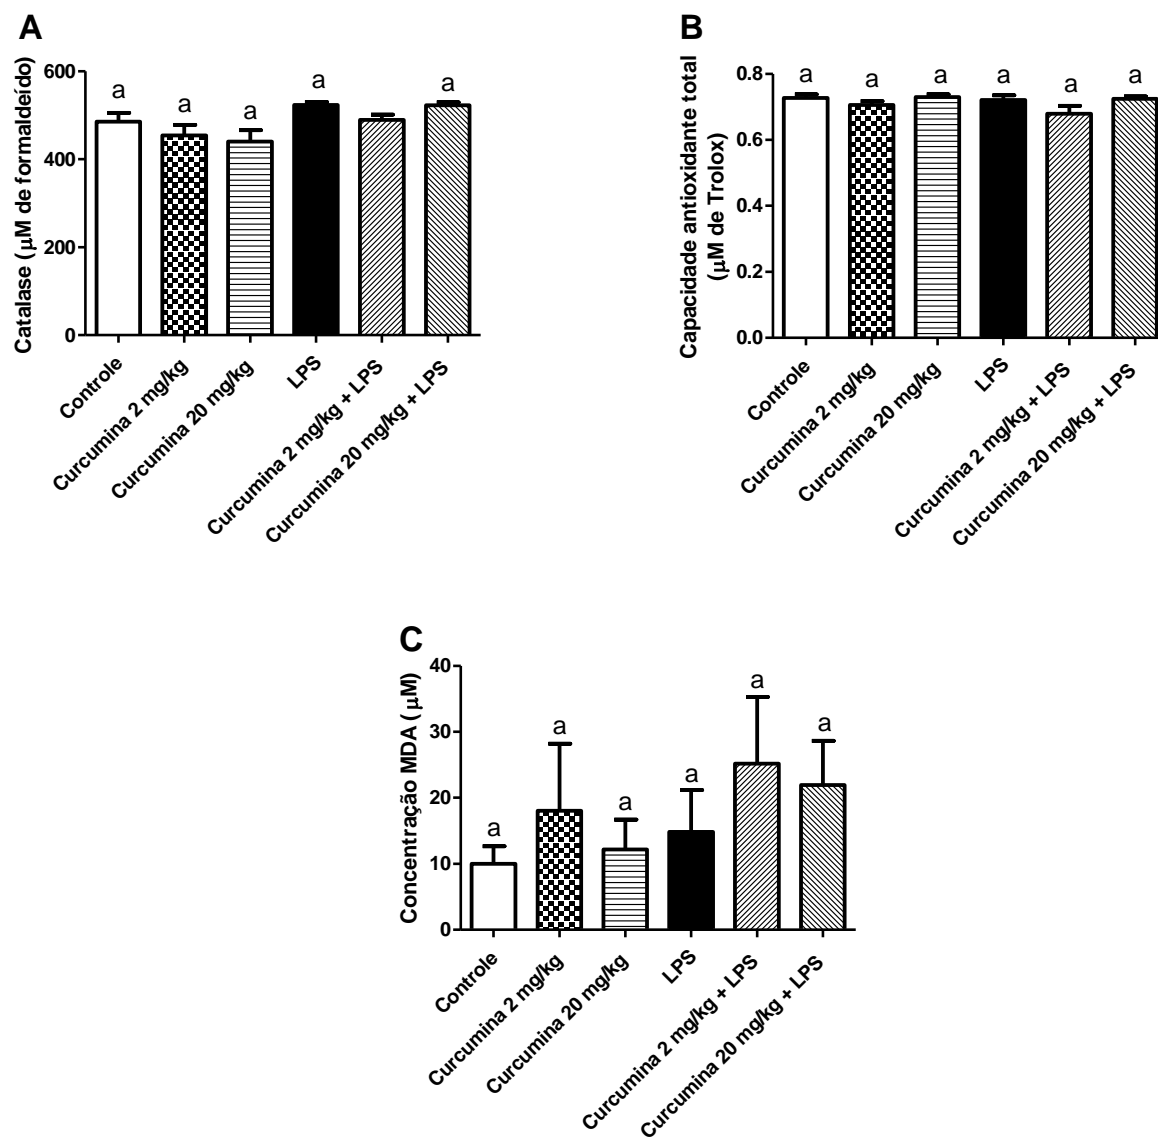 A
Catalase (μM de formaldeído)
600
400
200
0
a
a
a
a
a
a
Controle
Curcumina 2 mg/kg
Curcumina 20 mg/kg
LPS
Curcumina 2 mg/kg + LPS
Curcumina 20 mg/kg + LPS
B
Capacidade antioxidante total
(μM de Trolox)
0.8
0.6
0.4
0.2
0.0
a
a
a
a
a
a
Controle
Curcumina 2 mg/kg
Curcumina 20 mg/kg
LPS
Curcumina 2 mg/kg + LPS
Curcumina 20 mg/kg + LPS
C
Concentração MDA ( μM)
40
30
20
10
0
a
a
a
a
a
a
Controle
Curcumina 2 mg/kg
Curcumina 20 mg/kg
LPS
Curcumina 2 mg/kg + LPS
Curcumina 20 mg/kg + LPS